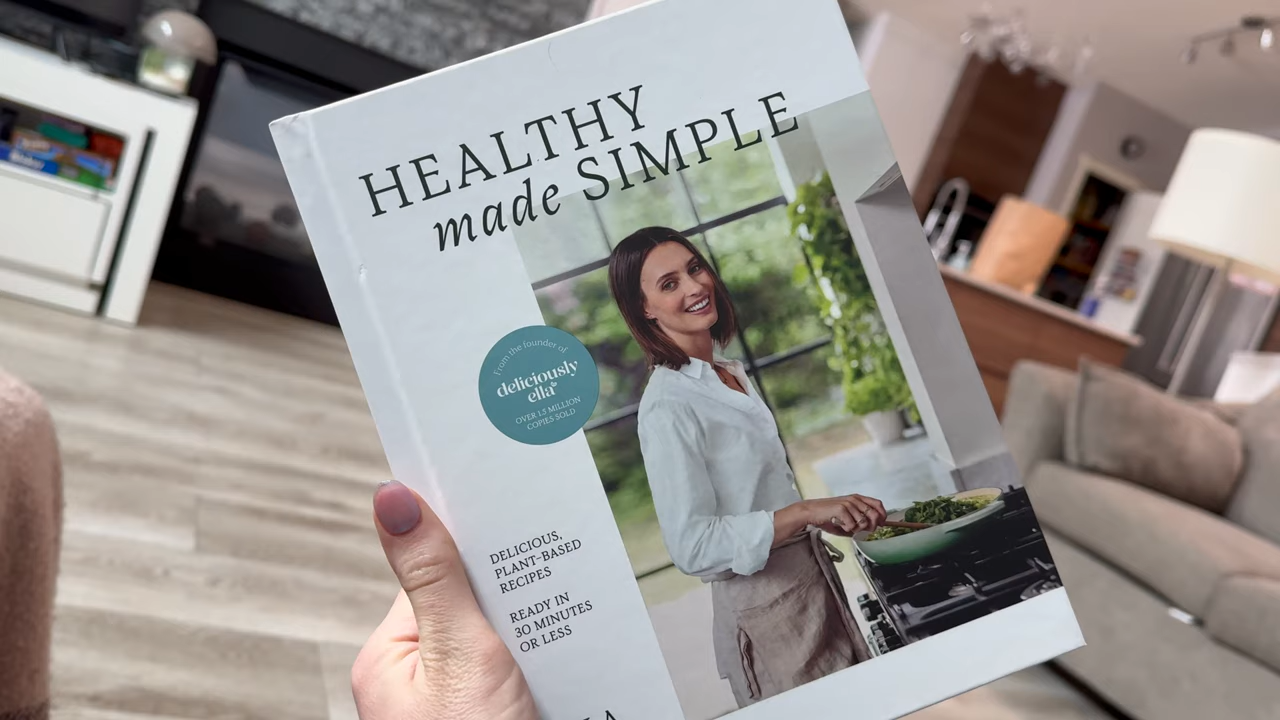 HEALTHY
made SIMPLE
From the founder of
deliciously
ella
OVER 1.5 MILLION
COPIES SOLD
DELICIOUS,
PLANT-BASED
RECIPES
READY IN
30 MINUTES
OR LESS